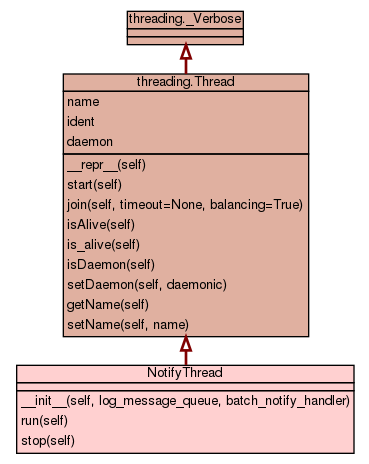 threading._Verbose
threading.Thread
name
ident
daemon
__repr__(self)
start(self)
join(self, timeout=None, balancing=True)
isAlive(self)
is_alive(self)
isDaemon(self)
setDaemon(self, daemonic)
getName(self)
setName(self, name)
NotifyThread
__init__(self, log_message_queue, batch_notify_handler)
run(self)
stop(self)